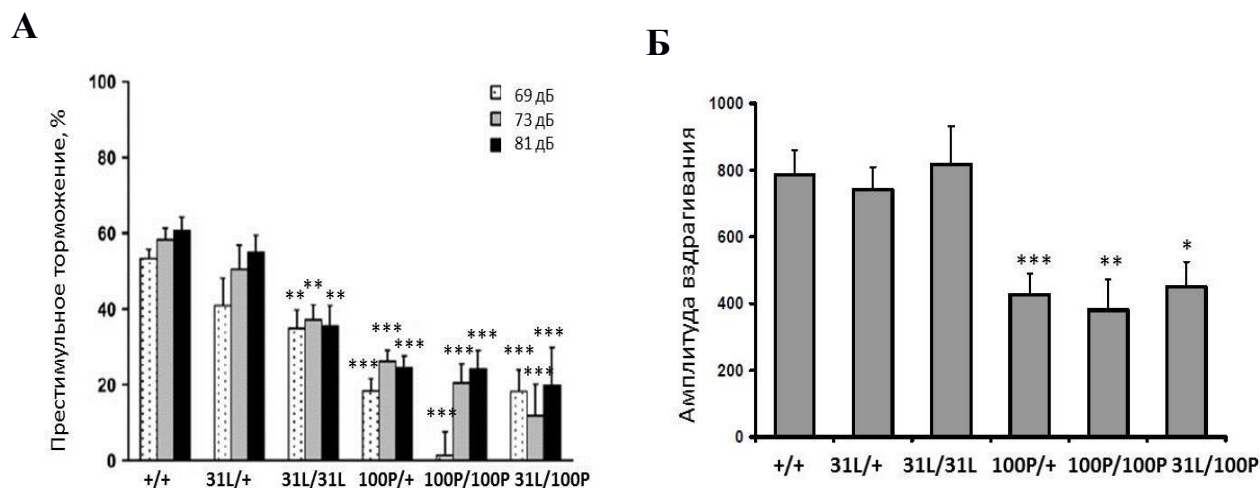 А
Престимульное торможение, %
100
80
60
40
20
0
69 дБ
73 дБ
81 дБ
** ** **
*** *** ***
*** *** ***
*** *** ***
+/+ 31L/+ 31L/31L 100P/+ 100P/100P 31L/100P
Б
Амплитуда вздрагивания
1000
800
600
400
200
0
*** ** *
+/+ 31L/+ 31L/31L 100P/+ 100P/100P 31L/100P